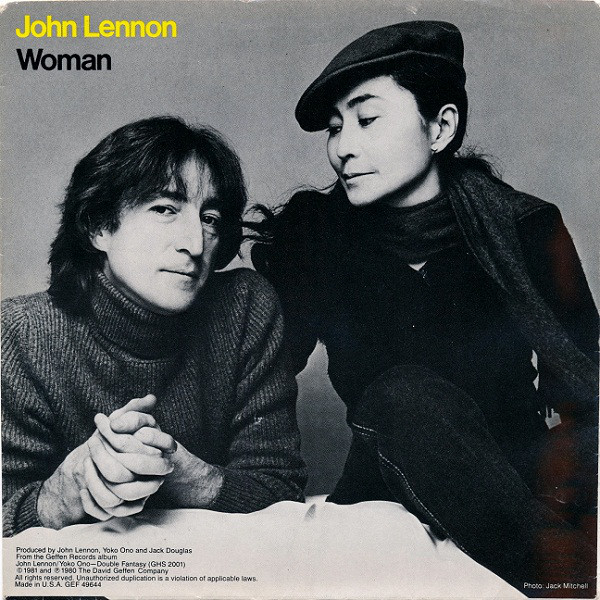 John Lennon
Woman
Produced by John Lennon, Yoko Ono and Jack Douglas
From the Geffen Records album
John Lennon/Yoko Ono—Double Fantasy (GHS 2001)
© 1981 and ℗ 1980 The David Geffen Company
All rights reserved. Unauthorized duplication is a violation of applicable laws.
Made in U.S.A. GEF 49644
Photo: Jack Mitchell